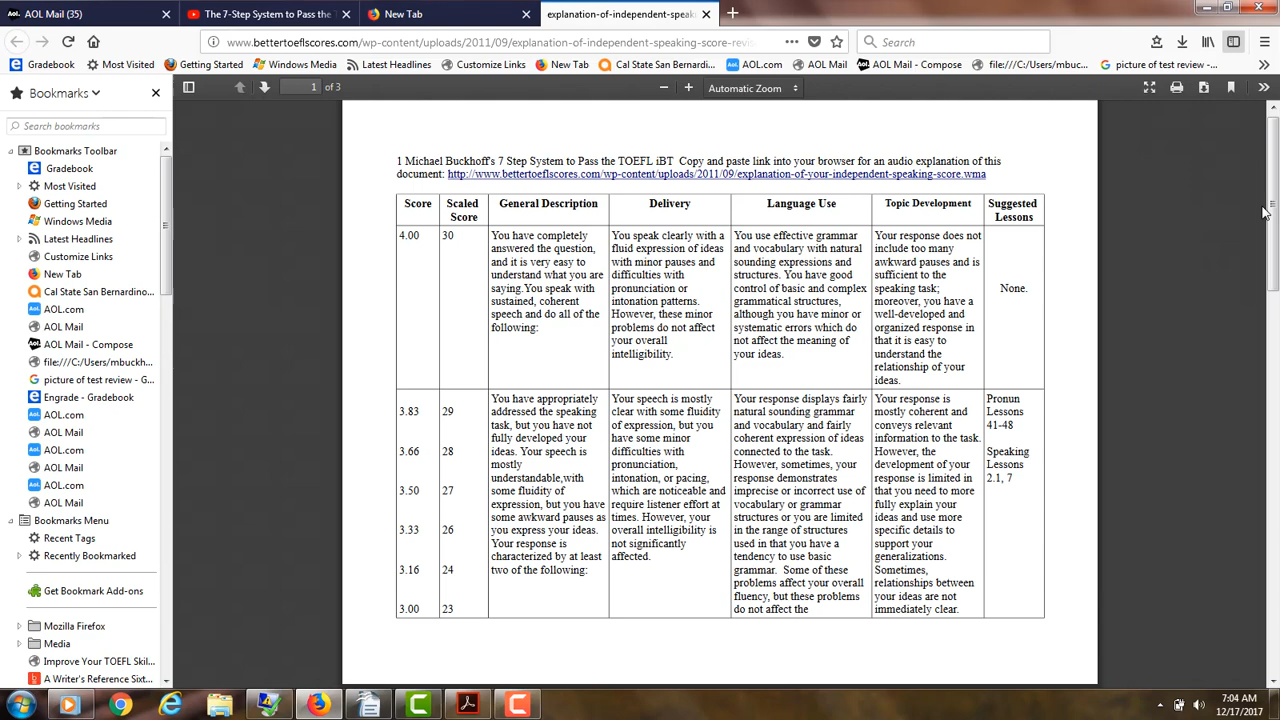 AOL Mail (35)
The 7-Step System to Pass the
New Tab
explanation-of-independent-speaki
www.bettertoeflscores.com/wp-content/uploads/2011/09/explanation-of-independent-speaking-score-revis
Search
Gradebook
Most Visited
Getting Started
Windows Media
Latest Headlines
Customize Links
New Tab
Cal State San Bernardi...
AOL.com
AOL Mail
AOL Mail - Compose
file:///C:/Users/mbuc...
picture of test review -...
Bookmarks
1 of 3
Automatic Zoom
Search bookmarks
Bookmarks Toolbar
Gradebook
Most Visited
Getting Started
Windows Media
Latest Headlines
Customize Links
New Tab
Cal State San Bernardino...
AOL.com
AOL Mail
AOL Mail - Compose
file:///C:/Users/mbuckh...
picture of test review - G...
Engrade - Gradebook
AOL.com
AOL Mail
AOL.com
AOL Mail
AOL.com
AOL Mail
Bookmarks Menu
Recent Tags
Recently Bookmarked
Get Bookmark Add-ons
Mozilla Firefox
Media
Improve Your TOEFL Skil...
A Writer's Reference Sixt...
1 Michael Buckhoff's 7 Step System to Pass the TOEFL iBT Copy and paste link into your browser for an audio explanation of this
document: http://www.bettertoeflscores.com/wp-content/uploads/2011/09/explanation-of-your-independent-speaking-score.wma
Score
Scaled
Score
General Description
Delivery
Language Use
Topic Development
Suggested
Lessons
4.00
30
You have completely
answered the question,
and it is very easy to
understand what you are
saying.You speak with
sustained, coherent
speech and do all of the
following:
You speak clearly with a
fluid expression of ideas
with minor pauses and
difficulties with
pronunciation or
intonation patterns.
However, these minor
problems do not affect
your overall
intelligibility.
You use effective grammar
and vocabulary with natural
sounding expressions and
structures. You have good
control of basic and complex
grammatical structures,
although you have minor or
systematic errors which do
not affect the meaning of
your ideas.
Your response does not
include too many
awkward pauses and is
sufficient to the
speaking task;
moreover, you have a
well-developed and
organized response in
that it is easy to
understand the
relationship of your
ideas.
None.
3.83
3.66
3.50
3.33
3.16
3.00
29
28
27
26
24
23
You have appropriately
addressed the speaking
task, but you have not
fully developed your
ideas. Your speech is
mostly
understandable,with
some fluidity of
expression, but you have
some awkward pauses as
you express your ideas.
Your response is
characterized by at least
two of the following:
Your speech is mostly
clear with some fluidity
of expression, but you
have some minor
difficulties with
pronunciation,
intonation, or pacing,
which are noticeable and
require listener effort at
times. However, your
overall intelligibility is
not significantly
affected.
Your response displays fairly
natural sounding grammar
and vocabulary and fairly
coherent expression of ideas
connected to the task.
However, sometimes, your
response demonstrates
imprecise or incorrect use of
vocabulary or grammar
structures or you are limited
in the range of structures
used in that you have a
tendency to use basic
grammar. Some of these
problems affect your overall
fluency, but these problems
do not affect the
Your response is
mostly coherent and
conveys relevant
information to the task.
However, the
development of your
response is limited in
that you need to more
fully explain your
ideas and use more
specific details to
support your
generalizations.
Sometimes,
relationships between
your ideas are not
immediately clear.
Pronun
Lessons
41-48
Speaking
Lessons
2.1, 7
7:04 AM
12/17/2017